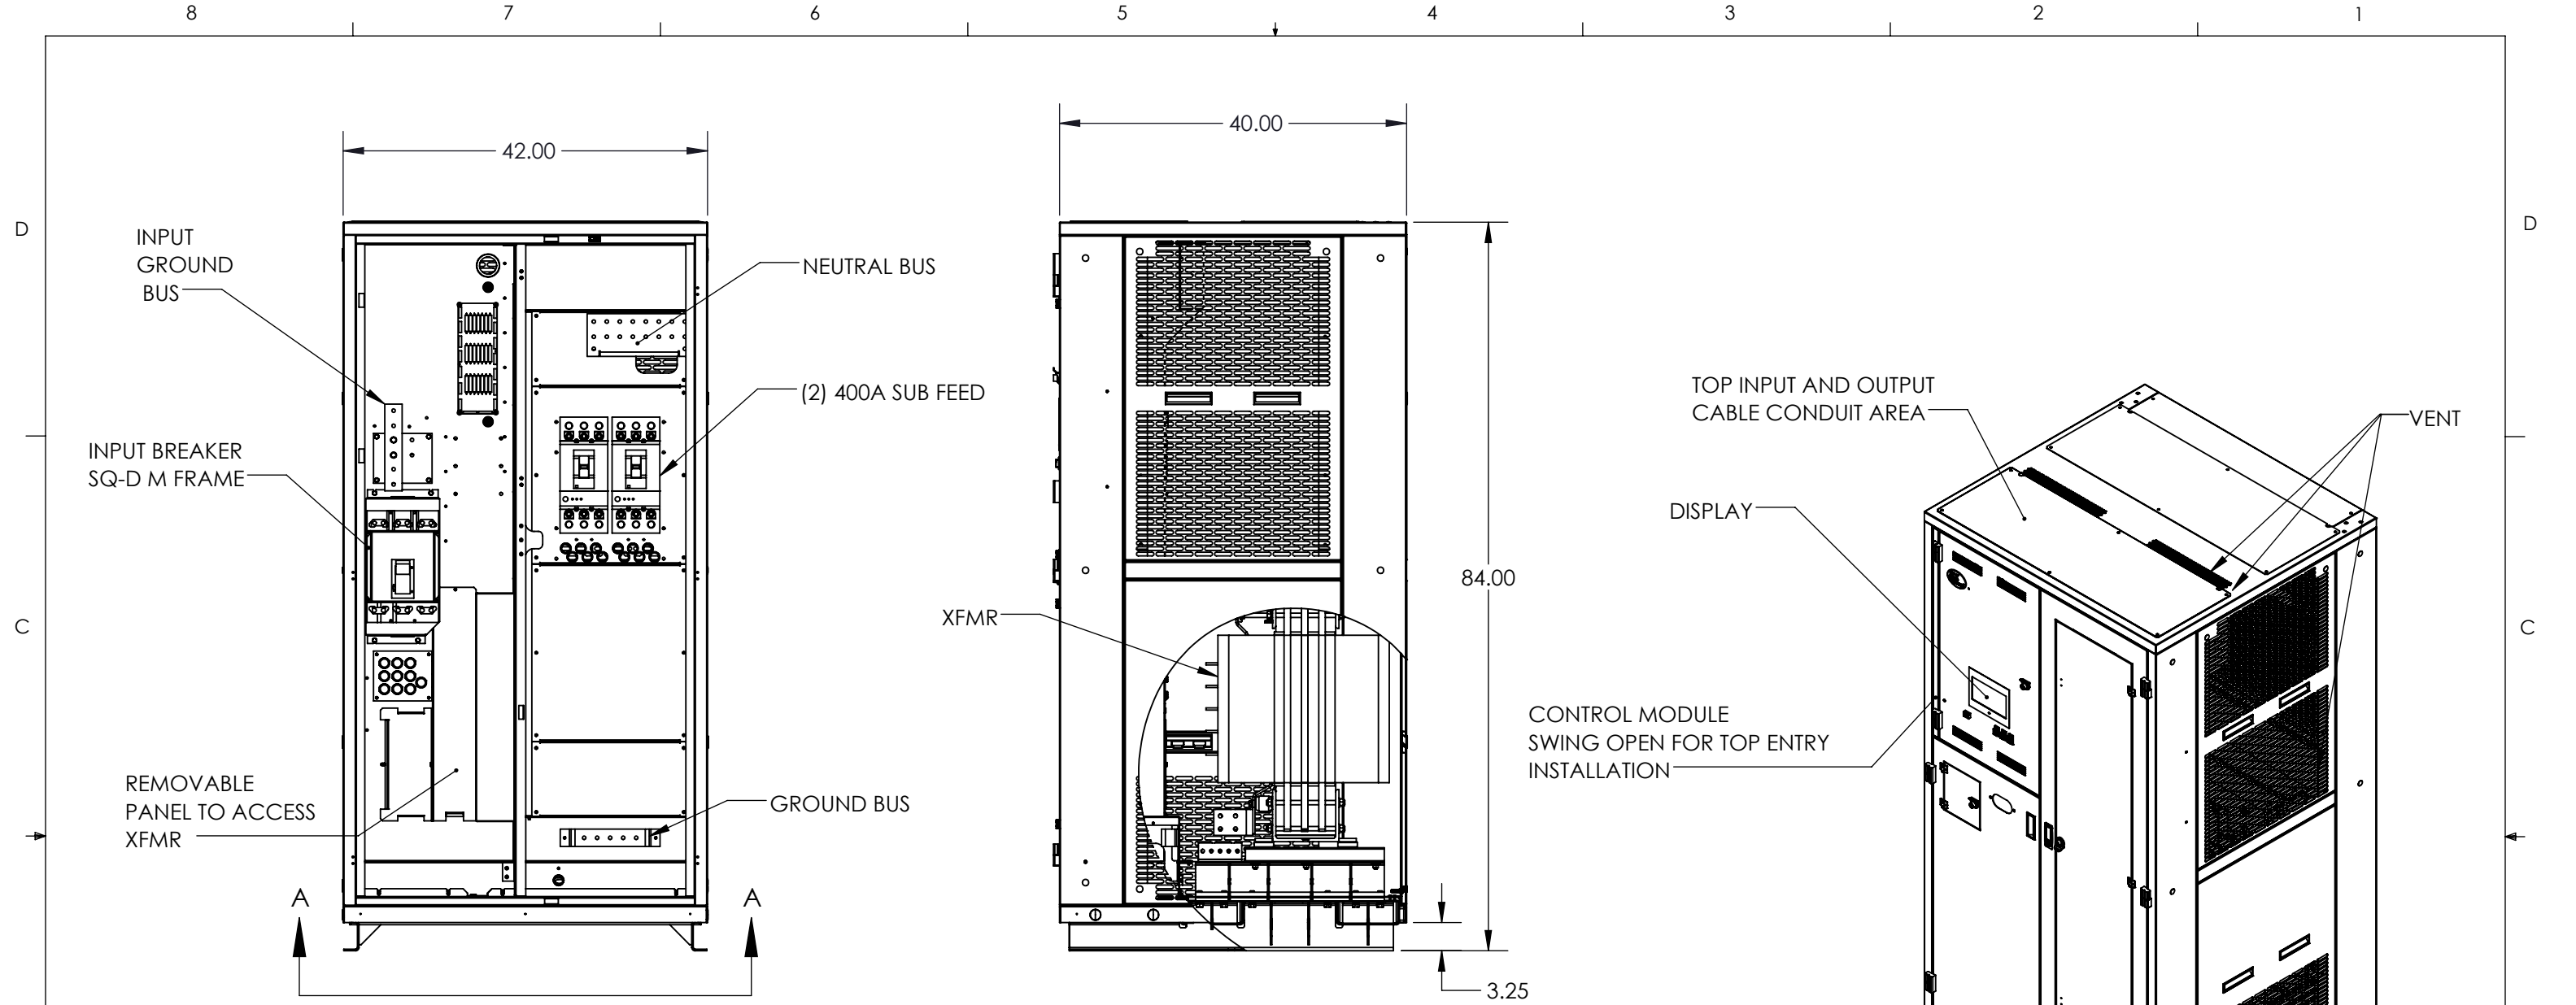 8 7 6 5 4 3 2 1
D
D
C
C
42.00
INPUT
GROUND
BUS
NEUTRAL BUS
(2) 400A SUB FEED
INPUT BREAKER
SQ-D M FRAME
REMOVABLE
PANEL TO ACCESS
XFMR
GROUND BUS
A
A
40.00
84.00
XFMR
3.25
TOP INPUT AND OUTPUT
CABLE CONDUIT AREA
VENT
DISPLAY
CONTROL MODULE
SWING OPEN FOR TOP ENTRY
INSTALLATION